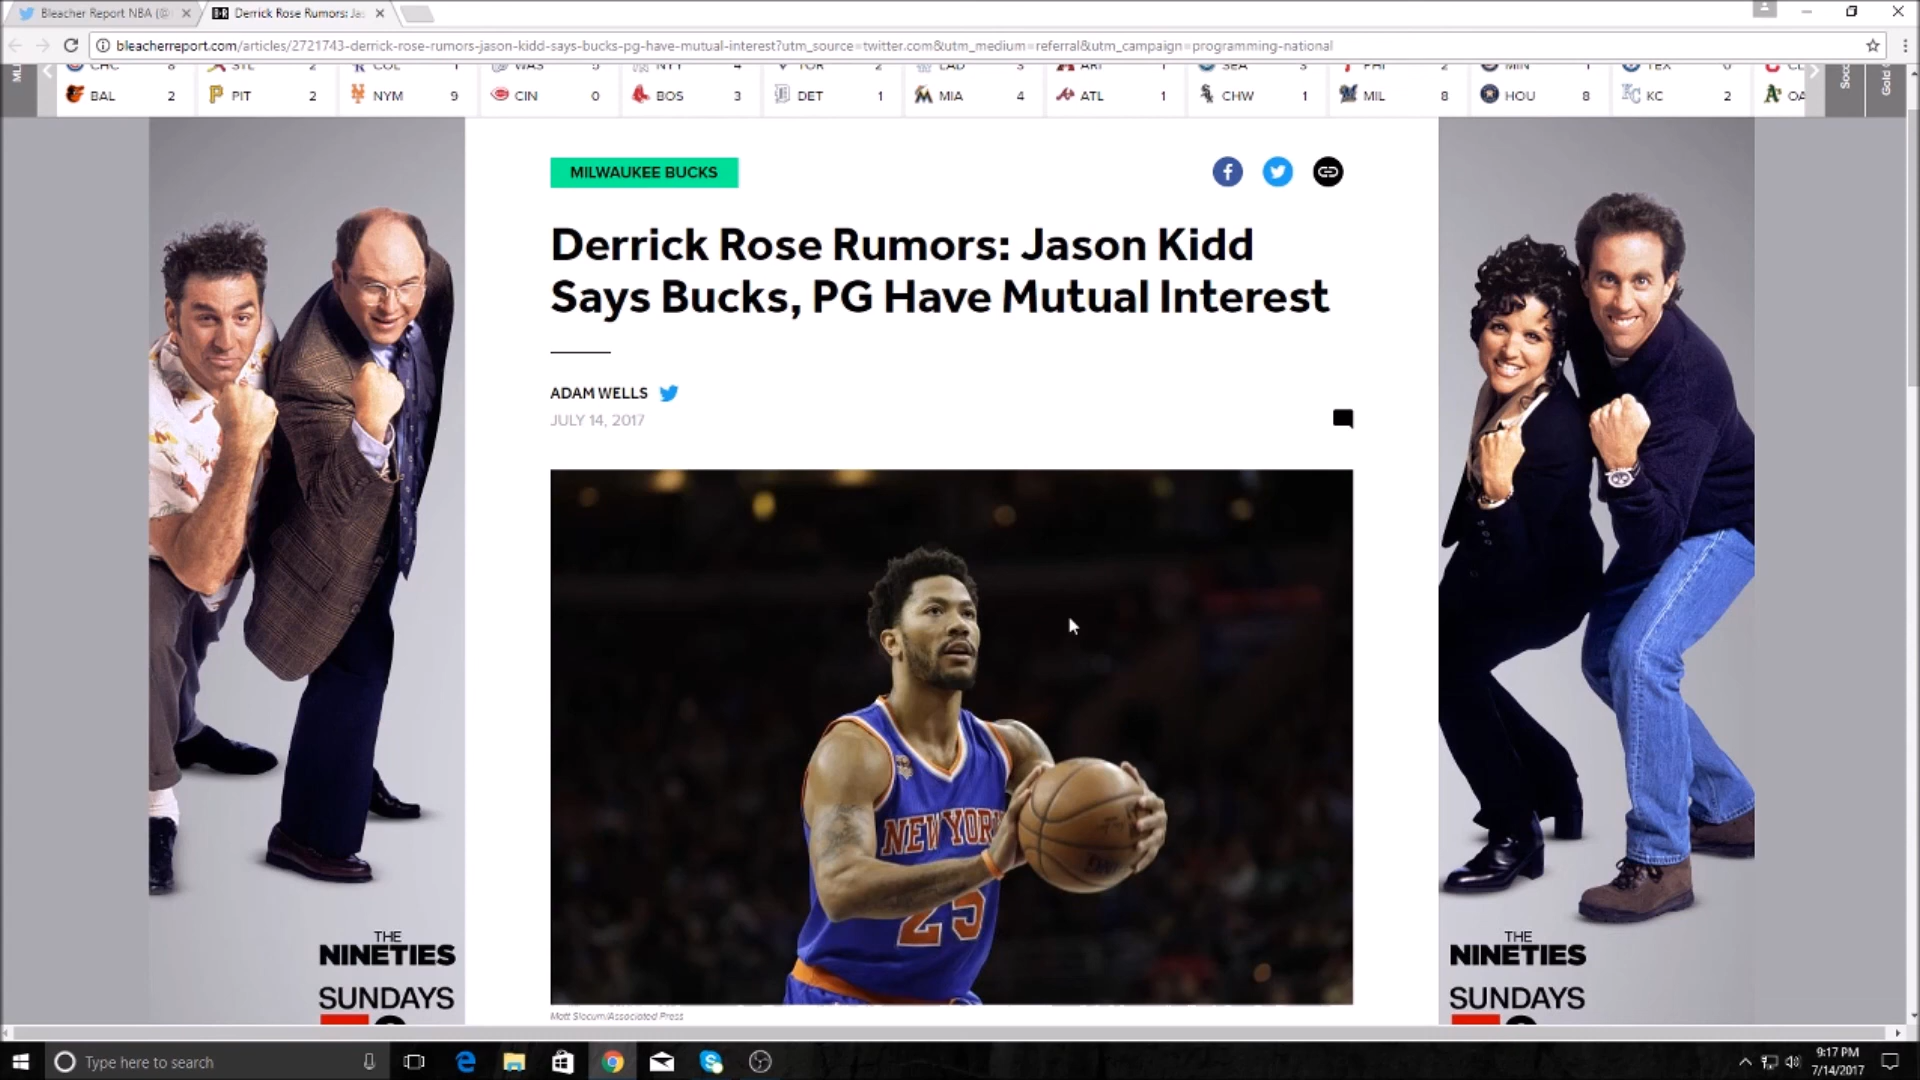 Bleacher Report NBA (@
Derrick Rose Rumors: Ja
bleacherreport.com/articles/2721743-derrick-rose-rumors-jason-kidd-says-bucks-pg-have-mutual-interest?utm_source=twitter.com&utm_medium=referral&utm_campaign=programming-national
BAL 2 PIT 2 NYM 9 CIN 0 BOS 3 DET 1 MIA 4 ATL 1 CHW 1 MIL 8 HOU 8 KC 2 OA
Socc
Gold
MILWAUKEE BUCKS
Derrick Rose Rumors: Jason Kidd
Says Bucks, PG Have Mutual Interest
ADAM WELLS
JULY 14, 2017
NEW YORK
25
Matt Slocum/Associated Press
THE
NINETIES
SUNDAYS
THE
NINETIES
SUNDAYS
Type here to search
9:17 PM
7/14/2017